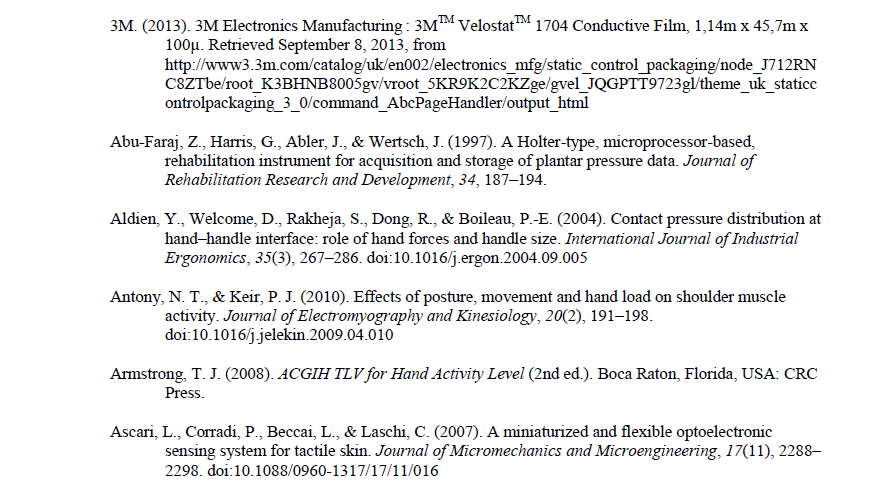 3M. (2013). 3M Electronics Manufacturing : 3M™ Velostat™ 1704 Conductive Film, 1,14m x 45,7m x
100µ. Retrieved September 8, 2013, from
http://www3.3m.com/catalog/uk/en002/electronics_mfg/static_control_packaging/node_J712RN
C8ZTbe/root_K3BHNB8005gv/vroot_5KR9K2C2KZge/gvel_JQGPTT9723gl/theme_uk_staticc
ontrolpackaging_3_0/command_AbcPageHandler/output_html
Abu-Faraj, Z., Harris, G., Abler, J., & Wertsch, J. (1997). A Holter-type, microprocessor-based,
rehabilitation instrument for acquisition and storage of plantar pressure data. Journal of
Rehabilitation Research and Development, 34, 187–194.
Aldien, Y., Welcome, D., Rakheja, S., Dong, R., & Boileau, P.-E. (2004). Contact pressure distribution at
hand–handle interface: role of hand forces and handle size. International Journal of Industrial
Ergonomics, 35(3), 267–286. doi:10.1016/j.ergon.2004.09.005
Antony, N. T., & Keir, P. J. (2010). Effects of posture, movement and hand load on shoulder muscle
activity. Journal of Electromyography and Kinesiology, 20(2), 191–198.
doi:10.1016/j.jelekin.2009.04.010
Armstrong, T. J. (2008). ACGIH TLV for Hand Activity Level (2nd ed.). Boca Raton, Florida, USA: CRC
Press.
Ascari, L., Corradi, P., Beccai, L., & Laschi, C. (2007). A miniaturized and flexible optoelectronic
sensing system for tactile skin. Journal of Micromechanics and Microengineering, 17(11), 2288–
2298. doi:10.1088/0960-1317/17/11/016